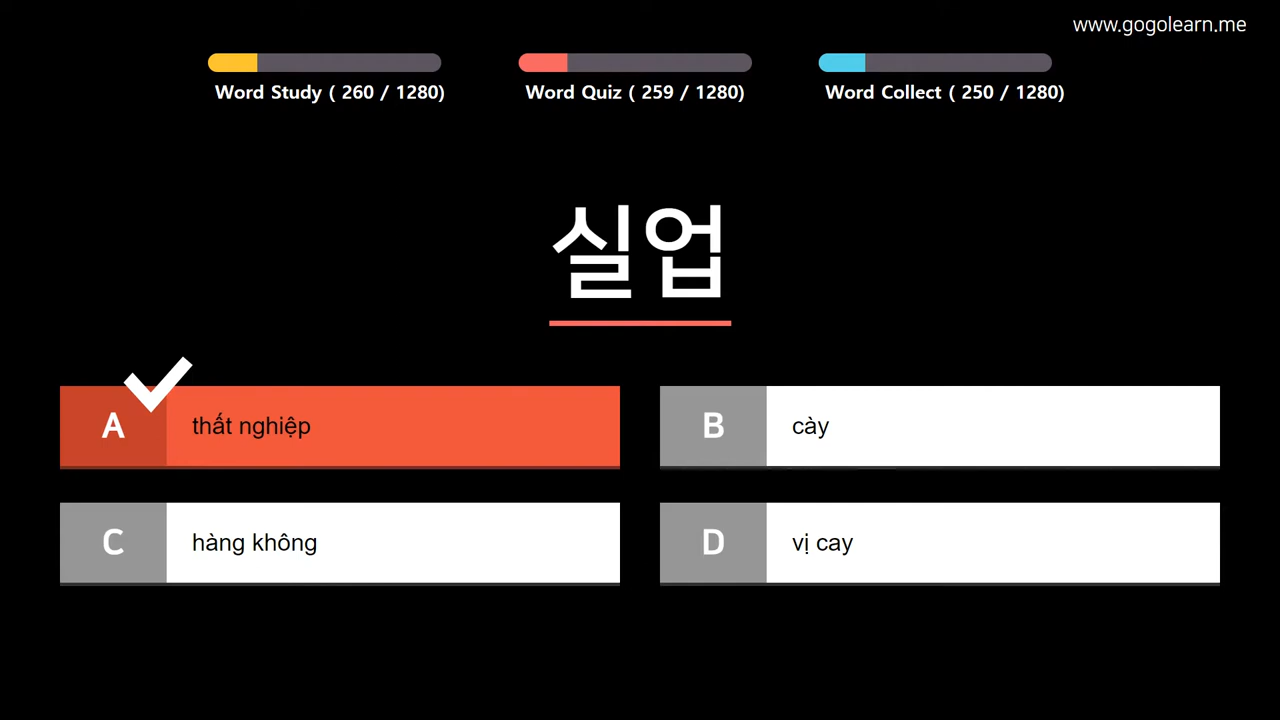 www.gogolearn.me
Word Study ( 260 / 1280)
Word Quiz ( 259 / 1280)
Word Collect ( 250 / 1280)
실업
A thất nghiệp
B cày
C hàng không
D vị cay